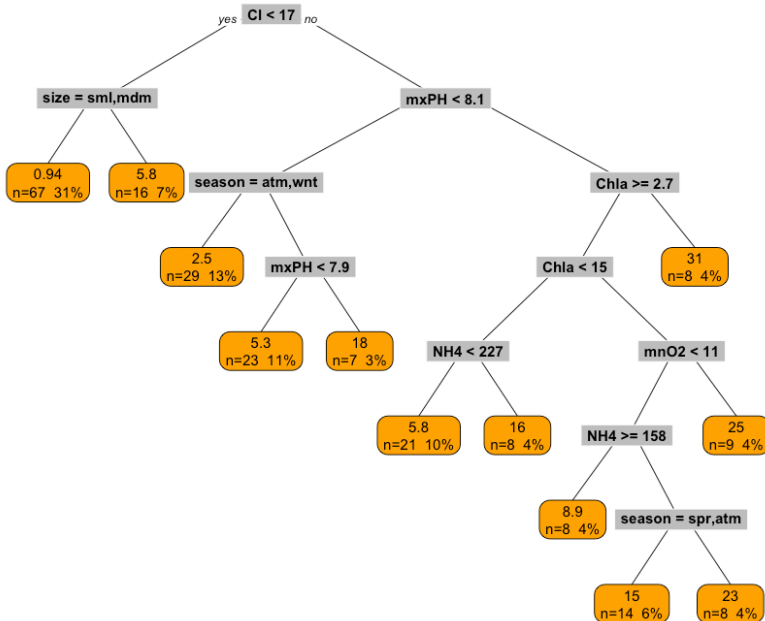 yes Cl < 17 no
size = sml,mdm
mxPH < 8.1
0.94
n=67 31%
5.8
n=16 7%
season = atm,wnt
Chla >= 2.7
2.5
n=29 13%
mxPH < 7.9
Chla < 15
31
n=8 4%
5.3
n=23 11%
18
n=7 3%
NH4 < 227
mnO2 < 11
5.8
n=21 10%
16
n=8 4%
NH4 >= 158
25
n=9 4%
8.9
n=8 4%
season = spr,atm
15
n=14 6%
23
n=8 4%